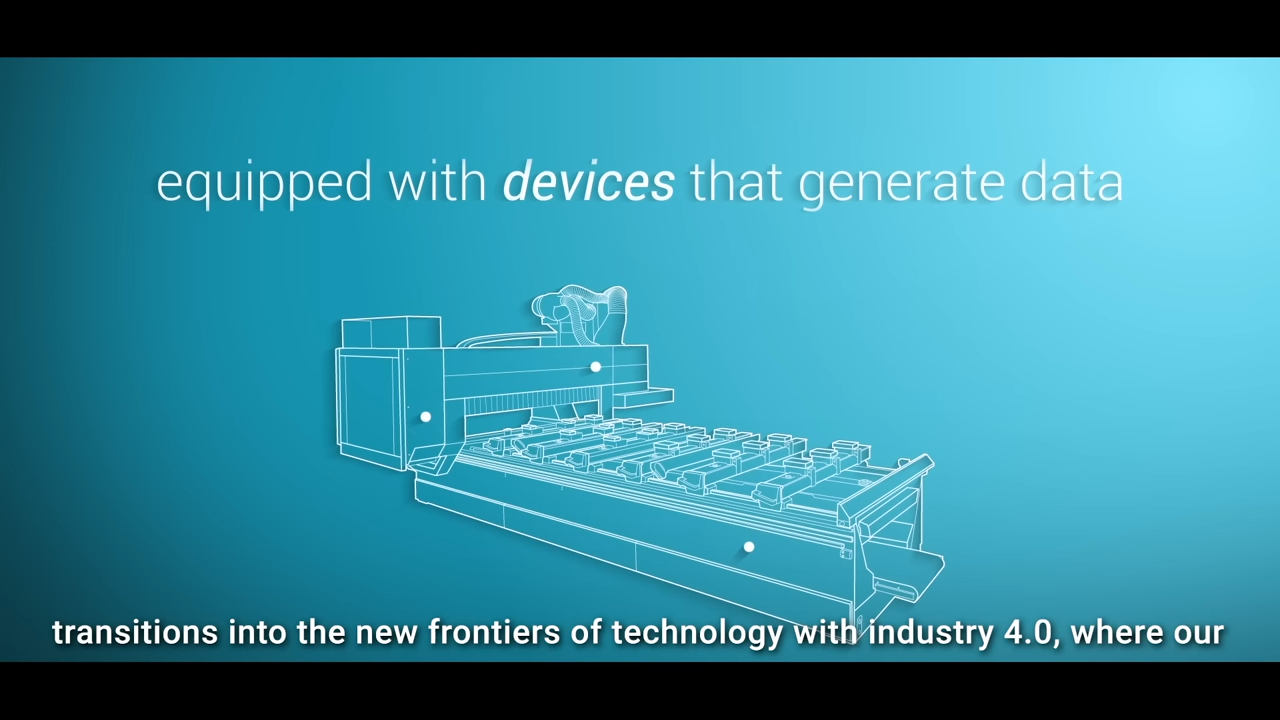 equipped with devices that generate data
transitions into the new frontiers of technology with industry 4.0, where our